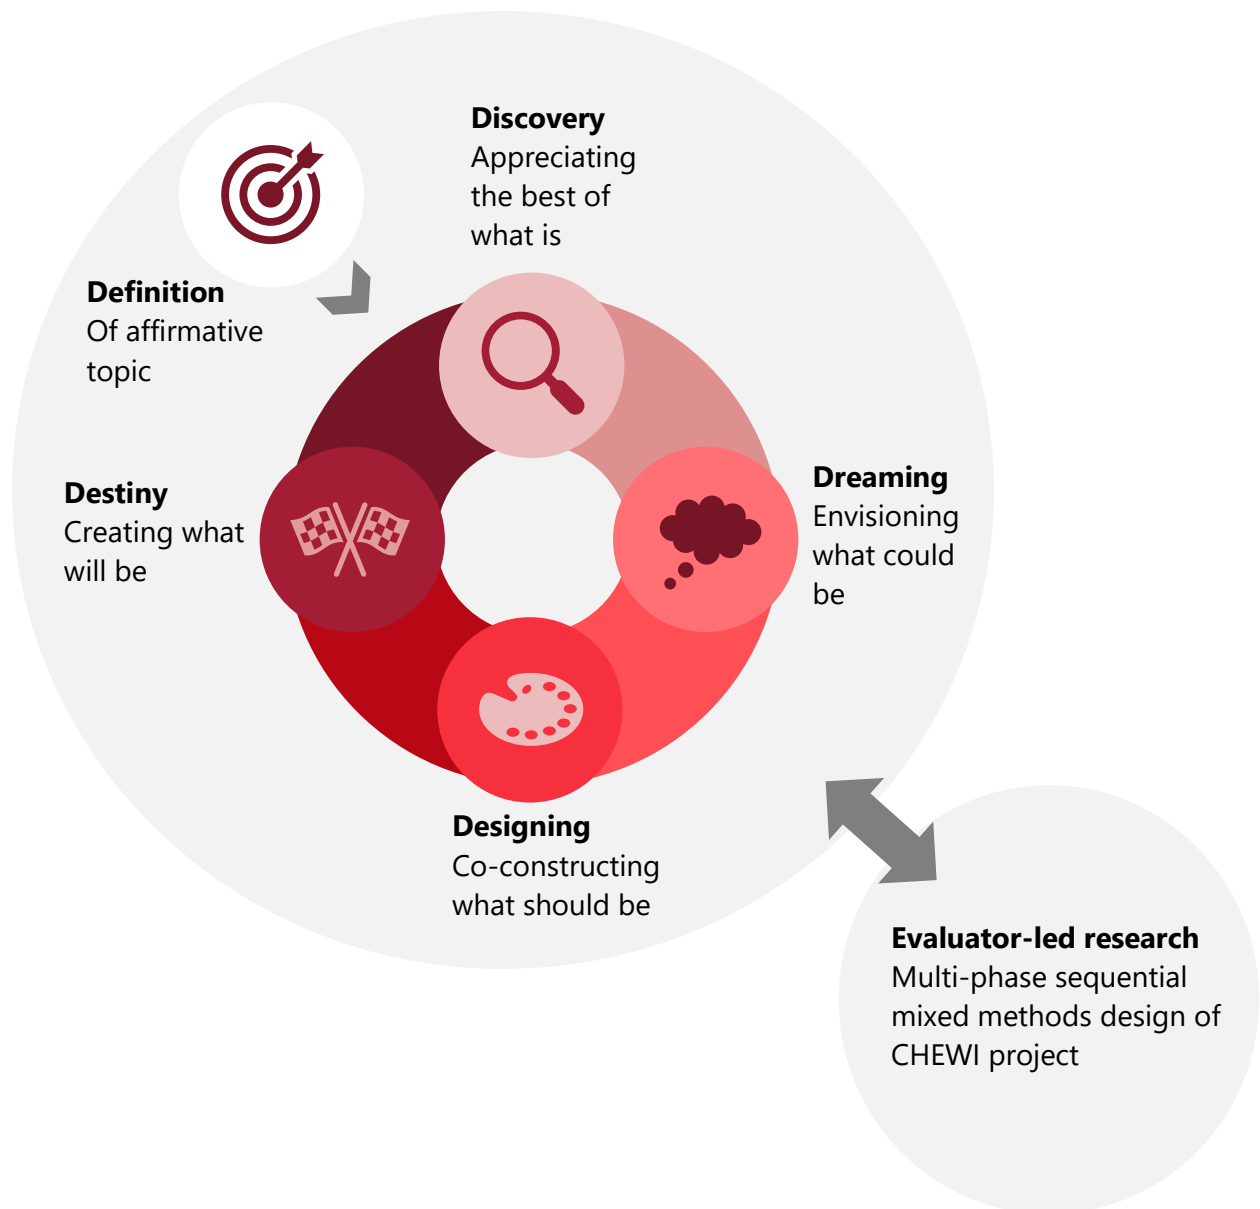 Discovery
Appreciating
the best of
what is
Definition
Of affirmative
topic
Destiny
Creating what
will be
Dreaming
Envisioning
what could
be
Designing
Co-constructing
what should be
Evaluator-led research
Multi-phase sequential
mixed methods design of
CHEWI project